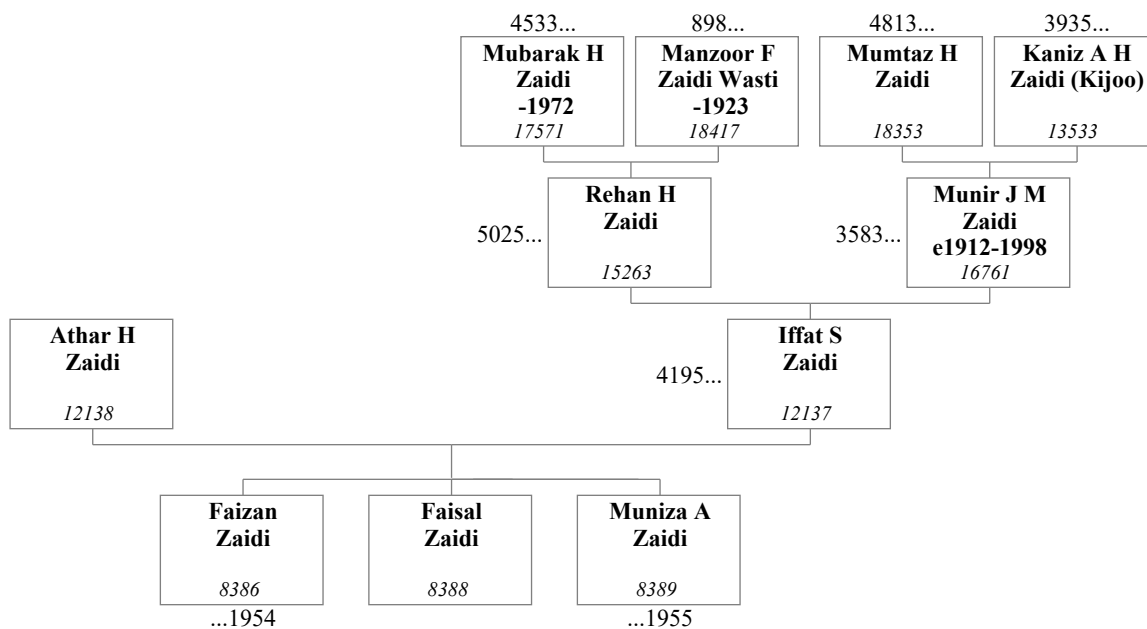 4533...
898...
4813...
3935...
Mubarak H
Zaidi
-1972
17571
Manzoor F
Zaidi Wasti
-1923
18417
Mumtaz H
Zaidi
18353
Kaniz A H
Zaidi (Kijoo)
13533
5025...
Rehan H
Zaidi
15263
3583...
Munir J M
Zaidi
e1912-1998
16761
Athar H
Zaidi
12138
4195...
Iffat S
Zaidi
12137
Faizan
Zaidi
8386
...1954
Faisal
Zaidi
8388
Muniza A
Zaidi
8389
...1955